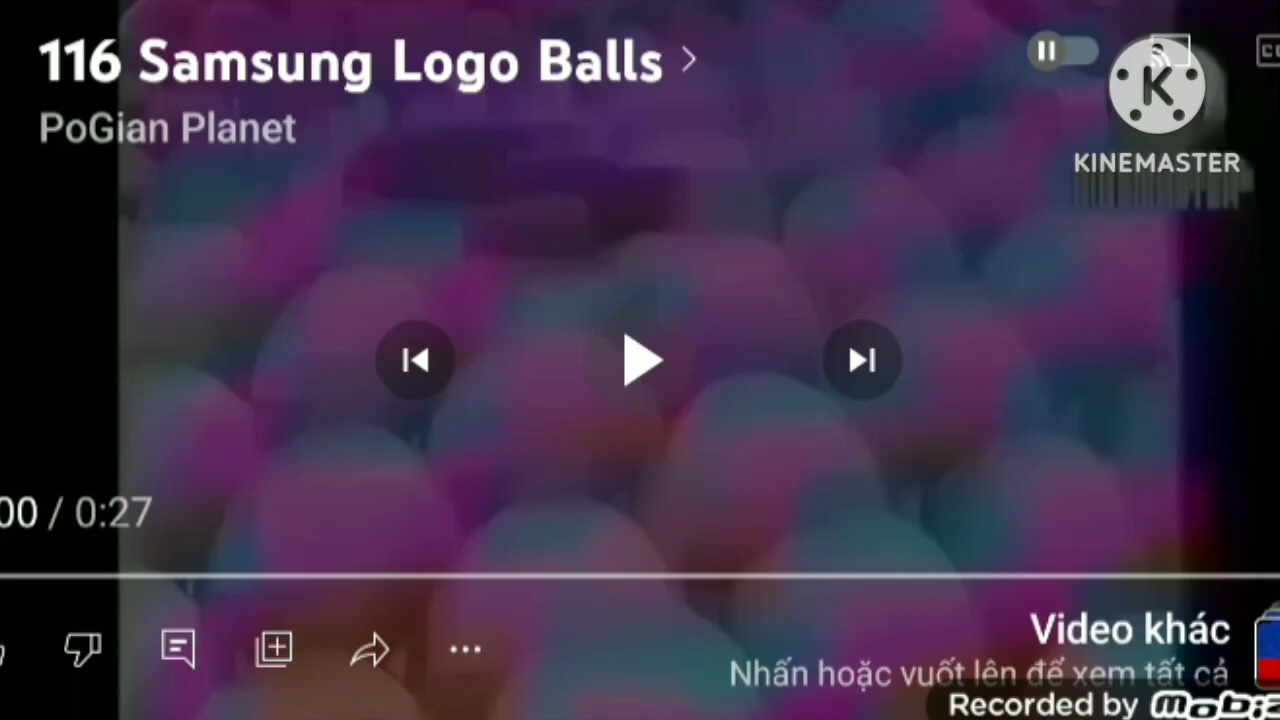 116 Samsung Logo Balls
PoGian Planet
K
KINEMASTER
00 / 0:27
Video khác
Nhấn hoặc vuốt lên để xem tất cả
Recorded by